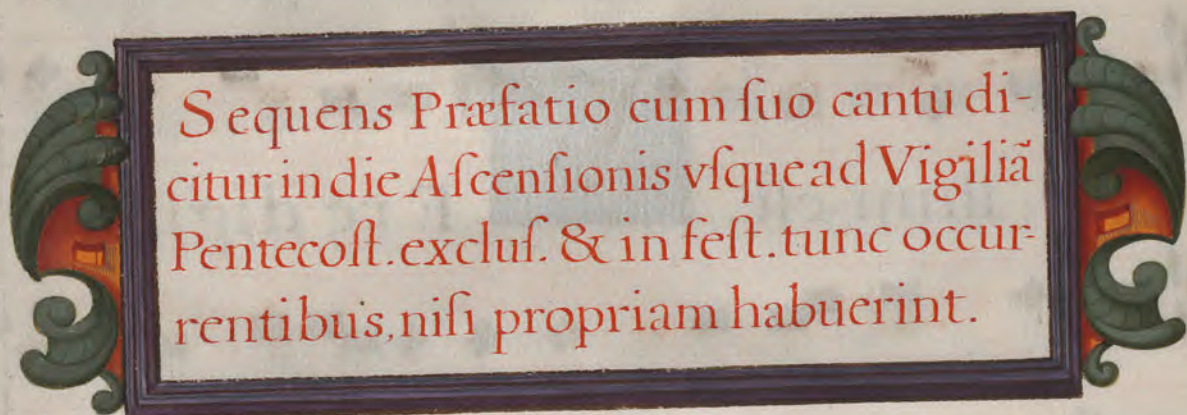 Sequens Præfatio cum ſuo cantu di-
citur in die Aſcenſionis vſque ad Vigiliã
Pentecoſt. excluſ. & in feſt. tunc occur-
rentibus, niſi propriam habuerint.